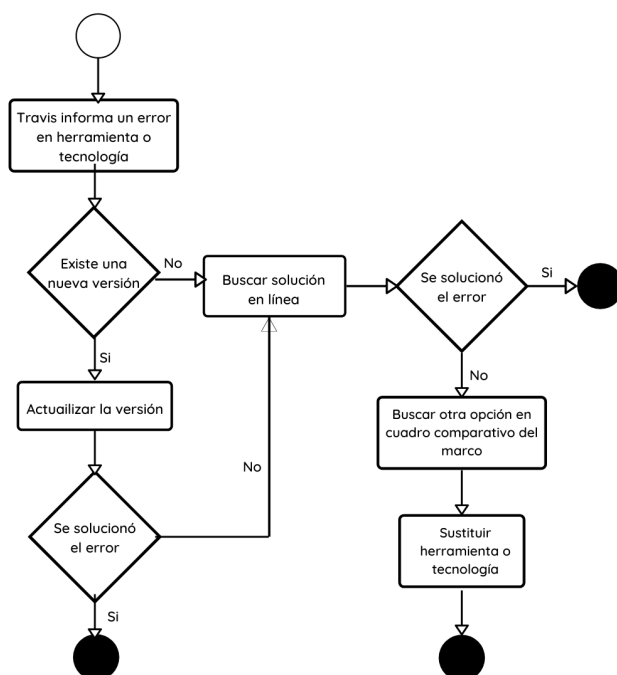 Travis informa un error
en herramienta o
tecnología
Existe una
nueva versión
No
Buscar solución
en línea
Se solucionó
el error
Si
Si
No
Actuailizar la versión
Buscar otra opción en
cuadro comparativo del
marco
No
Se solucionó
el error
Sustituir
herramienta o
tecnología
Si